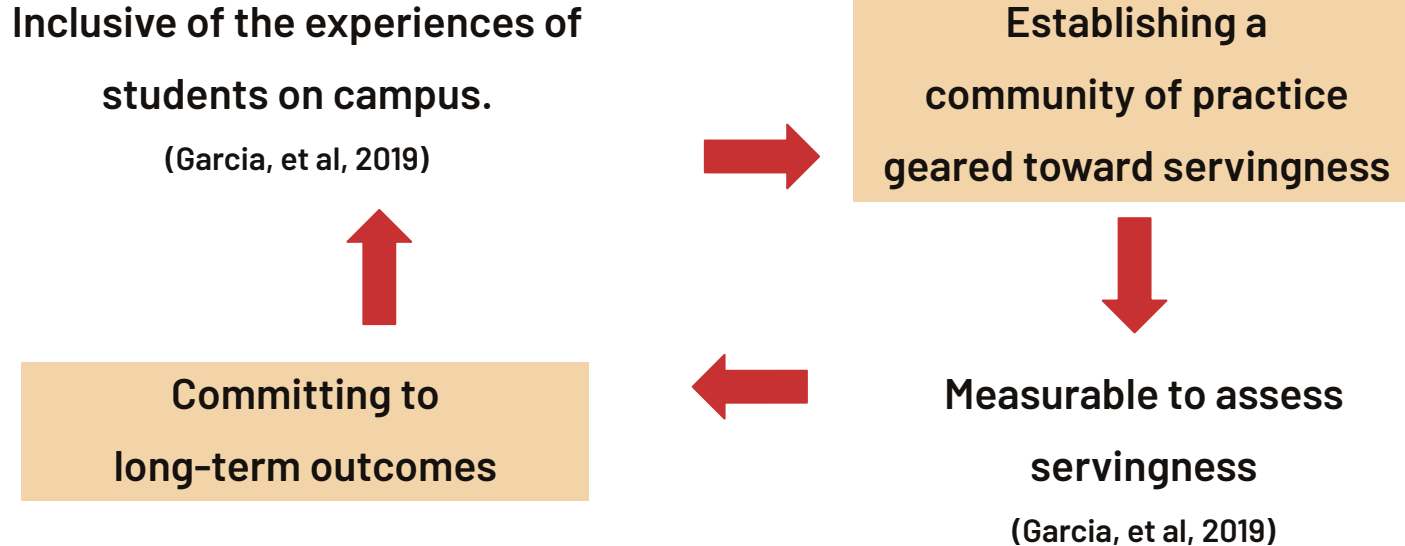 Inclusive of the experiences of
students on campus.
(Garcia, et al, 2019)
Establishing a
community of practice
geared toward servingness
Committing to
long-term outcomes
Measurable to assess
servingness
(Garcia, et al, 2019)